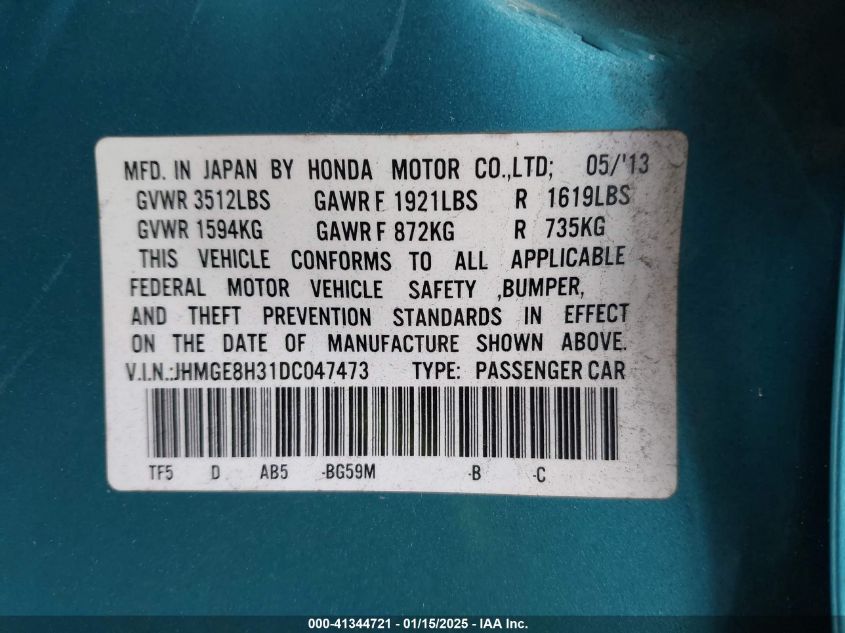 MFD. IN JAPAN BY HONDA MOTOR CO.,LTD; 05/'13
GVWR 3512LBS GAWR F 1921LBS R 1619LBS
GVWR 1594KG GAWR F 872KG R 735KG
THIS VEHICLE CONFORMS TO ALL APPLICABLE
FEDERAL MOTOR VEHICLE SAFETY ,BUMPER,
AND THEFT PREVENTION STANDARDS IN EFFECT
ON THE DATE OF MANUFACTURE SHOWN ABOVE.
V.I.N.:JHMGE8H31DC047473 TYPE: PASSENGER CAR
TF5 D AB5 -BG59M -B -C
000-41344721 - 01/15/2025 - IAA Inc.